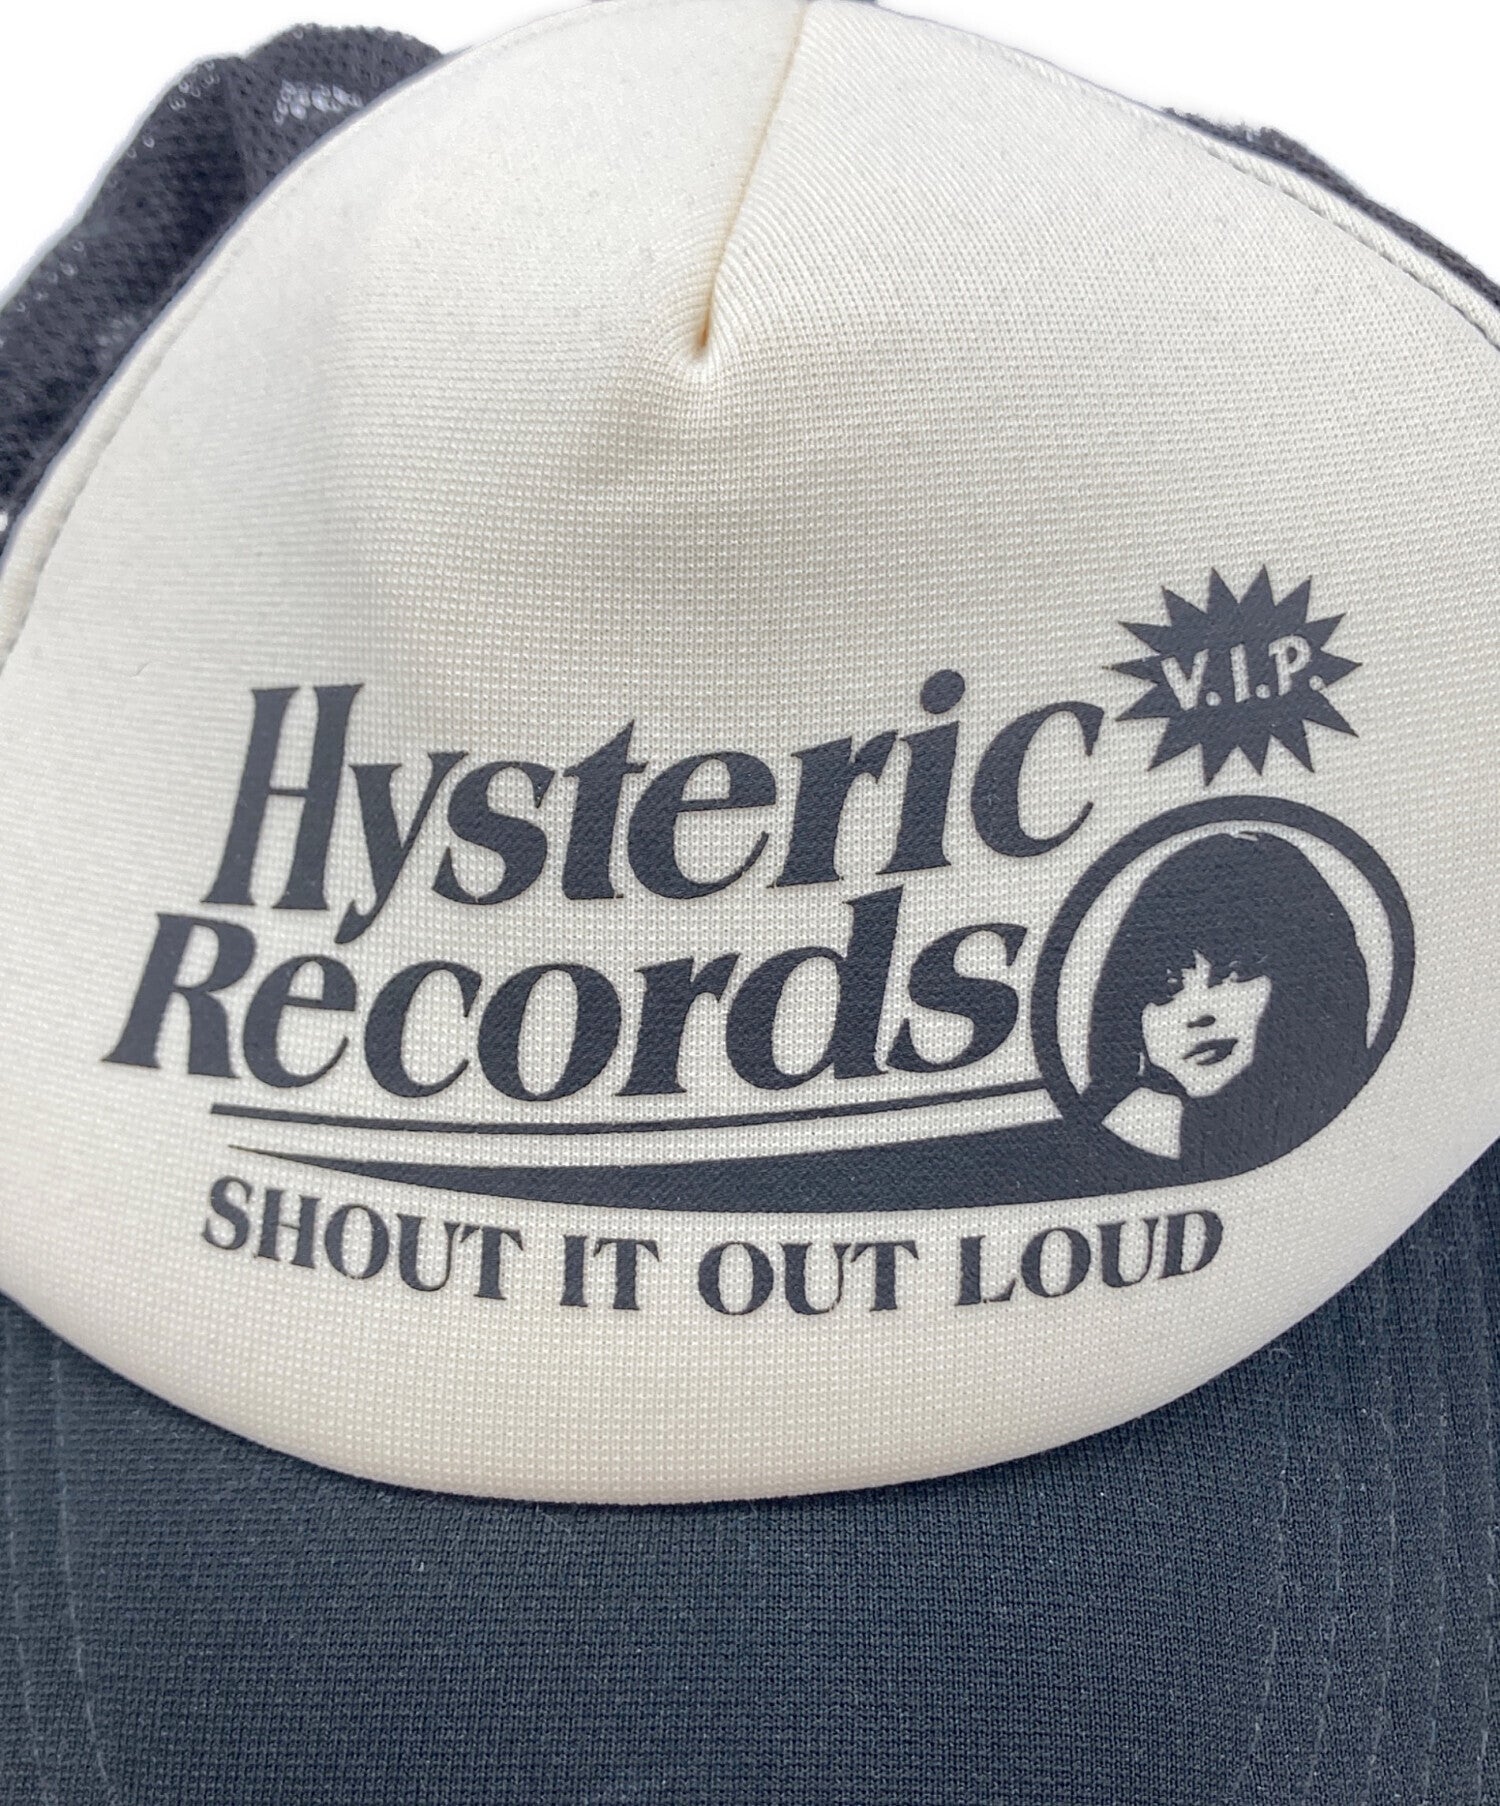 V.I.P.
Hysteric
Records
SHOUT IT OUT LOUD